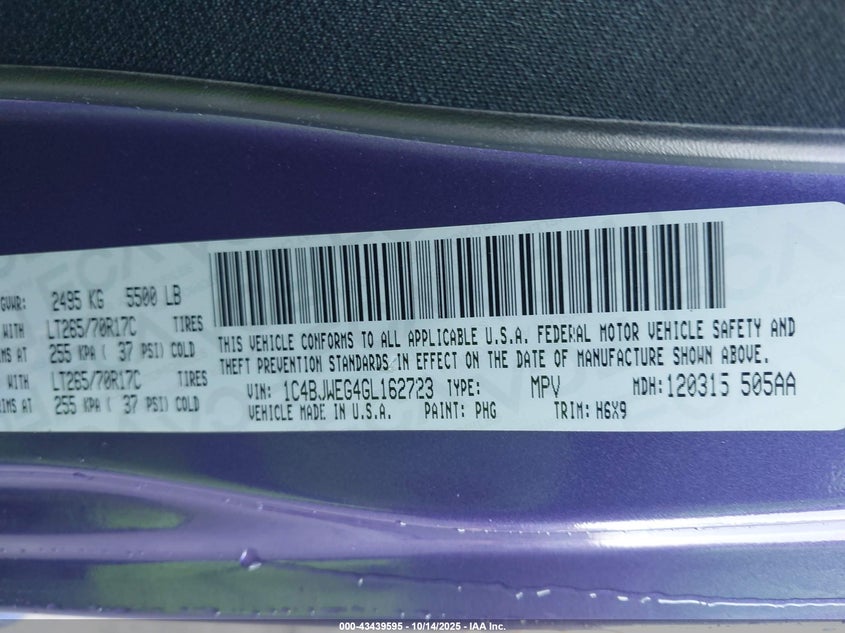 GVWR: 2495 KG 5500 LB
WITH LT265/70R17C TIRES
IMS AT 255 KPA ( 37 PSI) COLD
WITH LT265/70R17C TIRES
RIMS AT 255 KPA ( 37 PSI) COLD
THIS VEHICLE CONFORMS TO ALL APPLICABLE U.S.A. FEDERAL MOTOR VEHICLE SAFETY AND
THEFT PREVENTION STANDARDS IN EFFECT ON THE DATE OF MANUFACTURE SHOWN ABOVE.
VIN: 1C4BJWEG4GL162723 TYPE: MPV MDH: 120315 505AA
VEHICLE MADE IN U.S.A. PAINT: PHG TRIM: H6X9
000-43439595 - 10/14/2025 - IAA Inc.